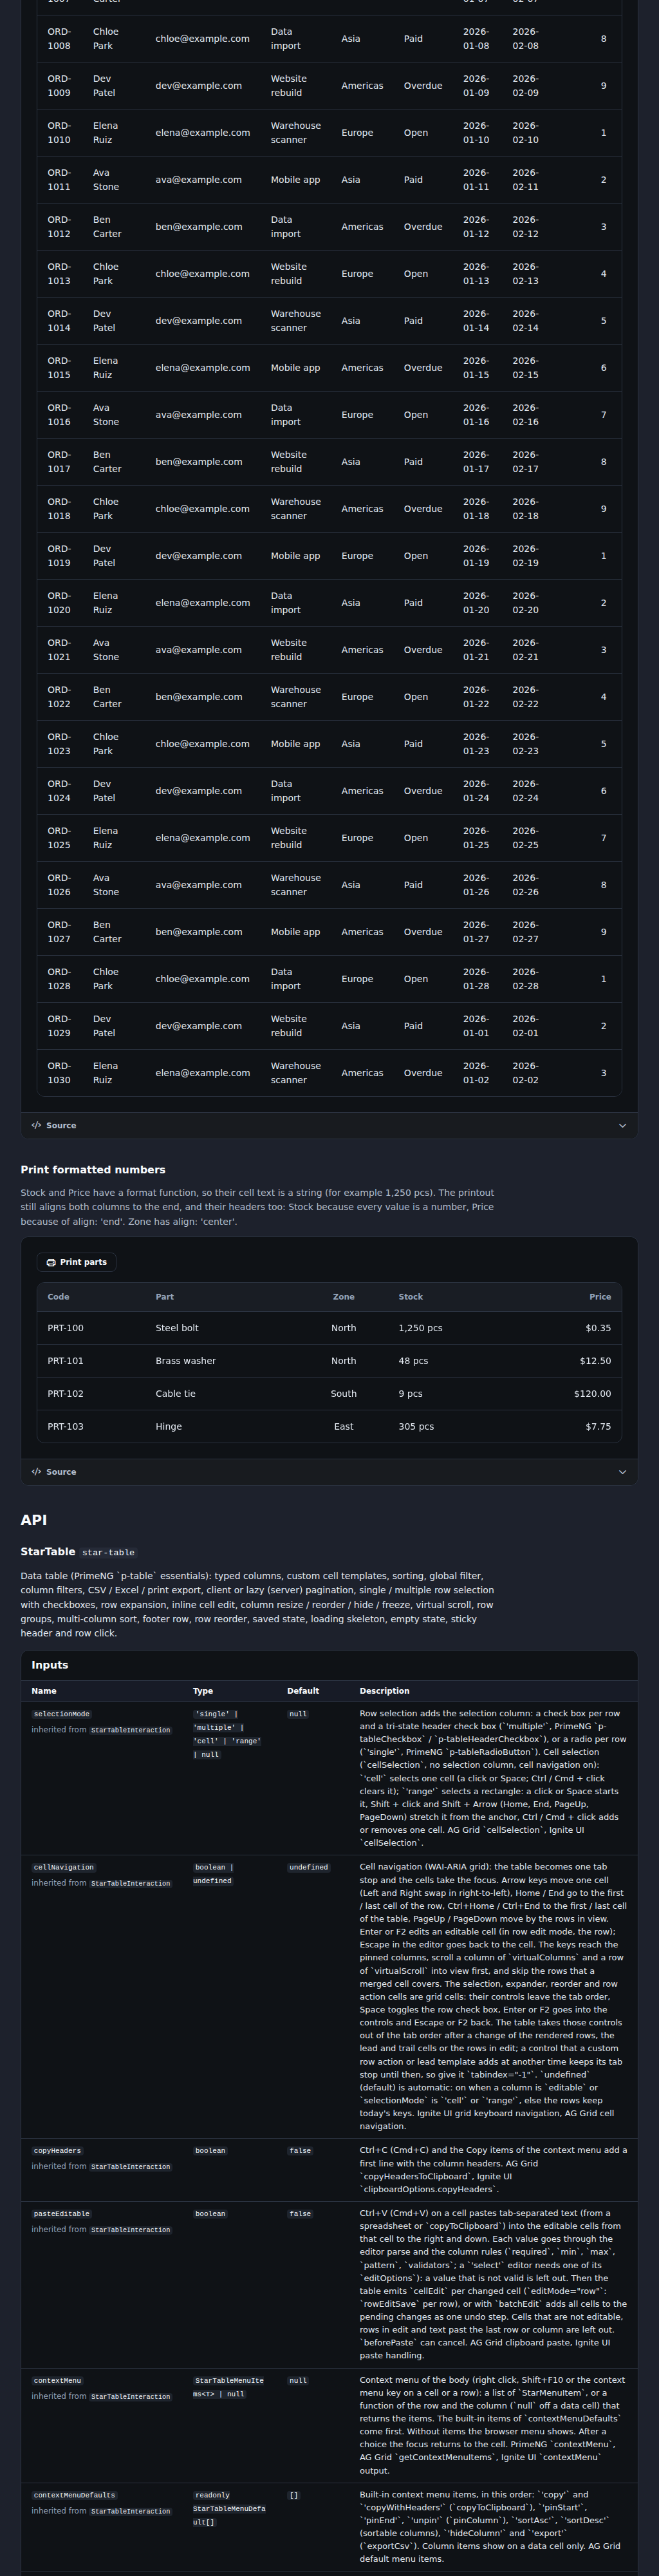 ORD- Chloe chloe@example.com Data Asia Paid 2026- 2026- 8
1008 Park import 01-08 02-08
ORD- Dev dev@example.com Website Americas Overdue 2026- 2026- 9
1009 Patel rebuild 01-09 02-09
ORD- Elena elena@example.com Warehouse Europe Open 2026- 2026- 1
1010 Ruiz scanner 01-10 02-10
ORD- Ava ava@example.com Mobile app Asia Paid 2026- 2026- 2
1011 Stone 01-11 02-11
ORD- Ben ben@example.com Data Americas Overdue 2026- 2026- 3
1012 Carter import 01-12 02-12
ORD- Chloe chloe@example.com Website Europe Open 2026- 2026- 4
1013 Park rebuild 01-13 02-13
ORD- Dev dev@example.com Warehouse Asia Paid 2026- 2026- 5
1014 Patel scanner 01-14 02-14
ORD- Elena elena@example.com Mobile app Americas Overdue 2026- 2026- 6
1015 Ruiz 01-15 02-15
ORD- Ava ava@example.com Data Europe Open 2026- 2026- 7
1016 Stone import 01-16 02-16
ORD- Ben ben@example.com Website Asia Paid 2026- 2026- 8
1017 Carter rebuild 01-17 02-17
ORD- Chloe chloe@example.com Warehouse Americas Overdue 2026- 2026- 9
1018 Park scanner 01-18 02-18
ORD- Dev dev@example.com Mobile app Europe Open 2026- 2026- 1
1019 Patel 01-19 02-19
ORD- Elena elena@example.com Data Asia Paid 2026- 2026- 2
1020 Ruiz import 01-20 02-20
ORD- Ava ava@example.com Website Americas Overdue 2026- 2026- 3
1021 Stone rebuild 01-21 02-21
ORD- Ben ben@example.com Warehouse Europe Open 2026- 2026- 4
1022 Carter scanner 01-22 02-22
ORD- Chloe chloe@example.com Mobile app Asia Paid 2026- 2026- 5
1023 Park 01-23 02-23
ORD- Dev dev@example.com Data Americas Overdue 2026- 2026- 6
1024 Patel import 01-24 02-24
ORD- Elena elena@example.com Website Europe Open 2026- 2026- 7
1025 Ruiz rebuild 01-25 02-25
ORD- Ava ava@example.com Warehouse Asia Paid 2026- 2026- 8
1026 Stone scanner 01-26 02-26
ORD- Ben ben@example.com Mobile app Americas Overdue 2026- 2026- 9
1027 Carter 01-27 02-27
ORD- Chloe chloe@example.com Data Europe Open 2026- 2026- 1
1028 Park import 01-28 02-28
ORD- Dev dev@example.com Website Asia Paid 2026- 2026- 2
1029 Patel rebuild 01-01 02-01
ORD- Elena elena@example.com Warehouse Americas Overdue 2026- 2026- 3
1030 Ruiz scanner 01-02 02-02
</> Source
Print formatted numbers
Stock and Price have a format function, so their cell text is a string (for example 1,250 pcs). The printout
still aligns both columns to the end, and their headers too: Stock because every value is a number, Price
because of align: 'end'. Zone has align: 'center'.
Print parts
Code Part Zone Stock Price
PRT-100 Steel bolt North 1,250 pcs $0.35
PRT-101 Brass washer North 48 pcs $12.50
PRT-102 Cable tie South 9 pcs $120.00
PRT-103 Hinge East 305 pcs $7.75
</> Source
API
StarTable star-table
Data table (PrimeNG `p-table` essentials): typed columns, custom cell templates, sorting, global filter,
column filters, CSV / Excel / print export, client or lazy (server) pagination, single / multiple row selection
with checkboxes, row expansion, inline cell edit, column resize / reorder / hide / freeze, virtual scroll, row
groups, multi-column sort, footer row, row reorder, saved state, loading skeleton, empty state, sticky
header and row click.
Inputs
Name Type Default Description
selectionMode 'single' | null Row selection adds the selection column: a check box per row
inherited from StarTableInteraction 'multiple' | and a tri-state header check box (`'multiple'`, PrimeNG `p-
'cell' | 'range' tableCheckbox` / `p-tableHeaderCheckbox`), or a radio per row
| null (`'single'`, PrimeNG `p-tableRadioButton`). Cell selection
(`cellSelection`, no selection column, cell navigation on):
`'cell'` selects one cell (a click or Space; Ctrl / Cmd + click
clears it); `'range'` selects a rectangle: a click or Space starts
it, Shift + click and Shift + Arrow (Home, End, PageUp,
PageDown) stretch it from the anchor, Ctrl / Cmd + click adds
or removes one cell. AG Grid `cellSelection`, Ignite UI
`cellSelection`.
cellNavigation boolean | undefined Cell navigation (WAI-ARIA grid): the table becomes one tab
inherited from StarTableInteraction undefined stop and the cells take the focus. Arrow keys move one cell
(Left and Right swap in right-to-left), Home / End go to the first
/ last cell of the row, Ctrl+Home / Ctrl+End to the first / last cell
of the table, PageUp / PageDown move by the rows in view.
Enter or F2 edits an editable cell (in row edit mode, the row);
Escape in the editor goes back to the cell. The keys reach the
pinned columns, scroll a column of `virtualColumns` and a row
of `virtualScroll` into view first, and skip the rows that a
merged cell covers. The selection, expander, reorder and row
action cells are grid cells: their controls leave the tab order,
Space toggles the row check box, Enter or F2 goes into the
controls and Escape or F2 back. The table takes those controls
out of the tab order after a change of the rendered rows, the
lead and trail cells or the rows in edit; a control that a custom
row action or lead template adds at another time keeps its tab
stop until then, so give it `tabindex="-1"`. `undefined`
(default) is automatic: on when a column is `editable` or
`selectionMode` is `'cell'` or `'range'`, else the rows keep
today's keys. Ignite UI grid keyboard navigation, AG Grid cell
navigation.
copyHeaders boolean false Ctrl+C (Cmd+C) and the Copy items of the context menu add a
inherited from StarTableInteraction first line with the column headers. AG Grid
`copyHeadersToClipboard`, Ignite UI
`clipboardOptions.copyHeaders`.
pasteEditable boolean false Ctrl+V (Cmd+V) on a cell pastes tab-separated text (from a
inherited from StarTableInteraction spreadsheet or `copyToClipboard`) into the editable cells from
that cell to the right and down. Each value goes through the
editor parse and the column rules (`required`, `min`, `max`,
`pattern`, `validators`; a `'select'` editor needs one of its
`editOptions`): a value that is not valid is left out. Then the
table emits `cellEdit` per changed cell (`editMode="row"`:
`rowEditSave` per row), or with `batchEdit` adds all cells to the
pending changes as one undo step. Cells that are not editable,
rows in edit and text past the last row or column are left out.
`beforePaste` can cancel. AG Grid clipboard paste, Ignite UI
paste handling.
contextMenu StarTableMenuIte null Context menu of the body (right click, Shift+F10 or the context
inherited from StarTableInteraction ms<T> | null menu key on a cell or a row): a list of `StarMenuItem`, or a
function of the row and the column (`null` off a data cell) that
returns the items. The built-in items of `contextMenuDefaults`
come first. Without items the browser menu shows. After a
choice the focus returns to the cell. PrimeNG `contextMenu`,
AG Grid `getContextMenuItems`, Ignite UI `contextMenu`
output.
contextMenuDefaults readonly [] Built-in context menu items, in this order: `'copy'` and
inherited from StarTableInteraction StarTableMenuDefa `'copyWithHeaders'` (`copyToClipboard`), `'pinStart'`,
ult[] `'pinEnd'`, `'unpin'` (`pinColumn`), `'sortAsc'`, `'sortDesc'`
(sortable columns), `'hideColumn'` and `'export'`
(`exportCsv`). Column items show on a data cell only. AG Grid
default menu items.